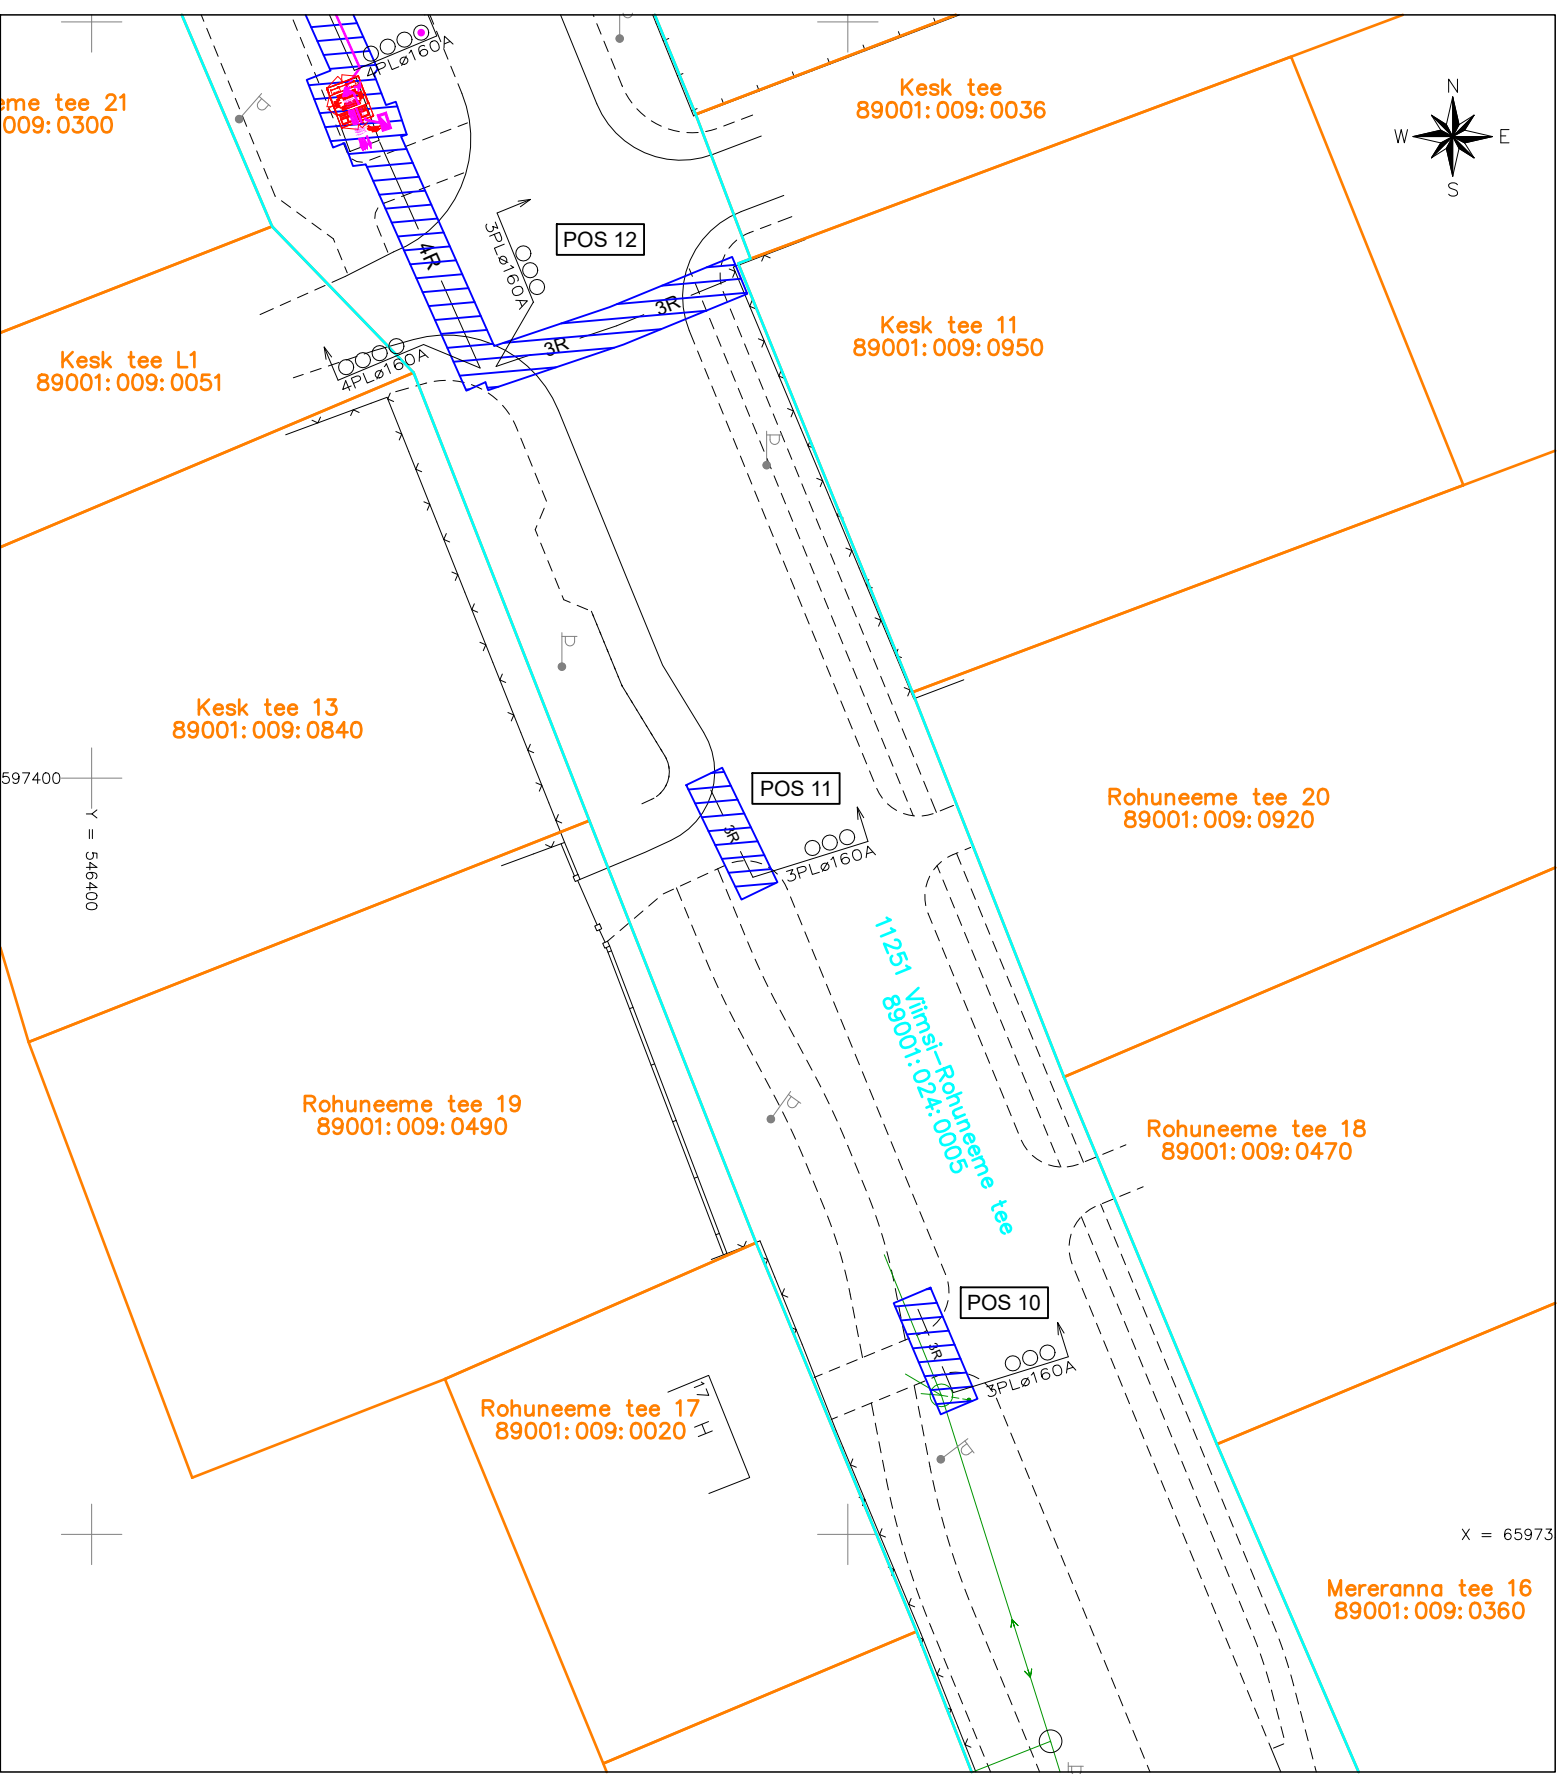 4PLø160A
eme tee 21
009:0300
Kesk tee
89001:009:0036
N
W
E
S
3PLø160A
POS 12
4R
3R
3R
Kesk tee 11
89001:009:0950
Kesk tee L1
89001:009:0051
4PLø160A
Kesk tee 13
89001:009:0840
597400
Y = 546400
POS 11
3R
3PLø160A
Rohuneeme tee 20
89001:009:0920
11251 Viimsi-Rohuneeme tee
89001:024:0005
Rohuneeme tee 19
89001:009:0490
Rohuneeme tee 18
89001:009:0470
POS 10
3R
3PLø160A
17 H
Rohuneeme tee 17
89001:009:0020
X = 65973
Mereranna tee 16
89001:009:0360